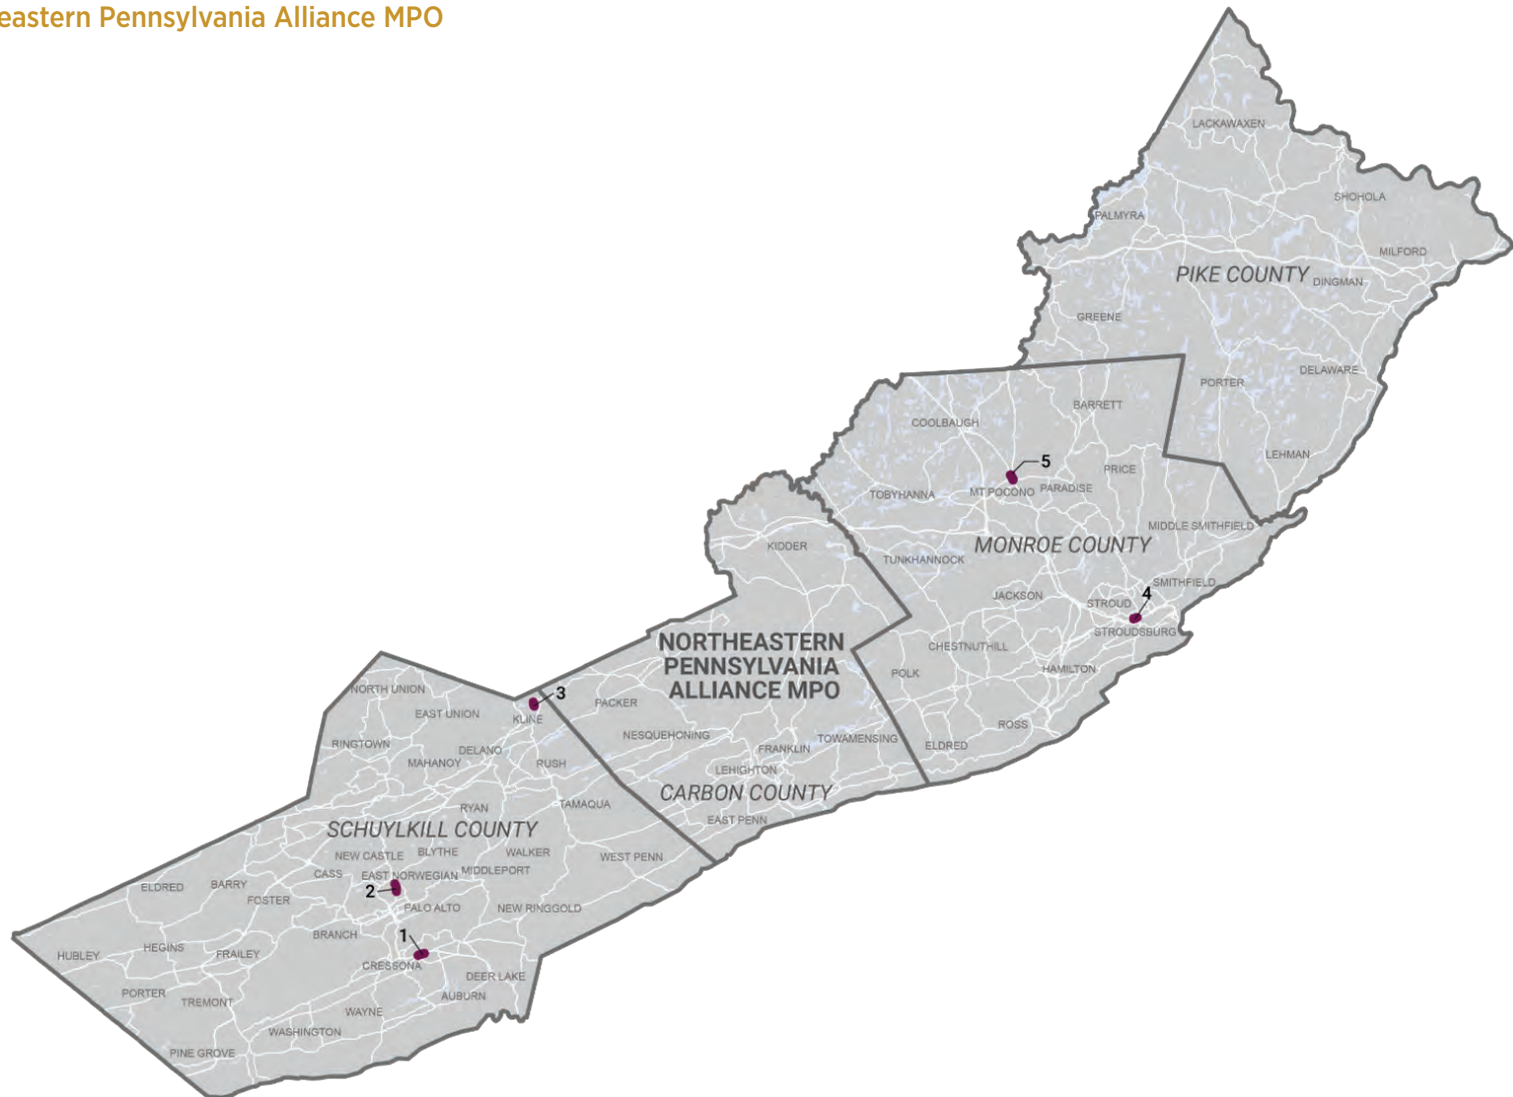 eastern Pennsylvania Alliance MPO
LACKAWAXEN
SHOHOLA
PALMYRA
MILFORD
PIKE COUNTY
DINGMAN
GREENE
DELAWARE
PORTER
BARRETT
COOLBAUGH
LEHMAN
5
PRICE
TOBYHANNA
MT POCONO
PARADISE
MIDDLE SMITHFIELD
KIDDER
MONROE COUNTY
TUNKHANNOCK
SMITHFIELD
4
JACKSON
STROUD
STROUDSBURG
NORTHEASTERN
PENNSYLVANIA
ALLIANCE MPO
CHESTNUTHILL
HAMILTON
POLK
NORTH UNION
3
PACKER
EAST UNION
KLINE
ROSS
NESQUEHONING
TOWAMENSING
RINGTOWN
DELANO
FRANKLIN
ELDRED
MAHANOY
RUSH
LEHIGHTON
CARBON COUNTY
TAMAQUA
RYAN
EAST PENN
SCHUYLKILL COUNTY
NEW CASTLE
BLYTHE
WALKER
WEST PENN
CASS
EAST NORWEGIAN
MIDDLEPORT
ELDRED
BARRY
2
FOSTER
PALO ALTO
NEW RINGGOLD
BRANCH
1
HUBLEY
HEGINS
FRAILEY
CRESSONA
DEER LAKE
PORTER
TREMONT
AUBURN
WAYNE
WASHINGTON
PINE GROVE